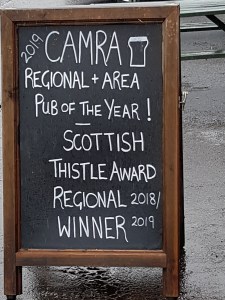 2019 CAMRA
REGIONAL + AREA
PUB OF THE YEAR!
—
SCOTTISH
THISTLE AWARD
REGIONAL 2018/
WINNER 2019